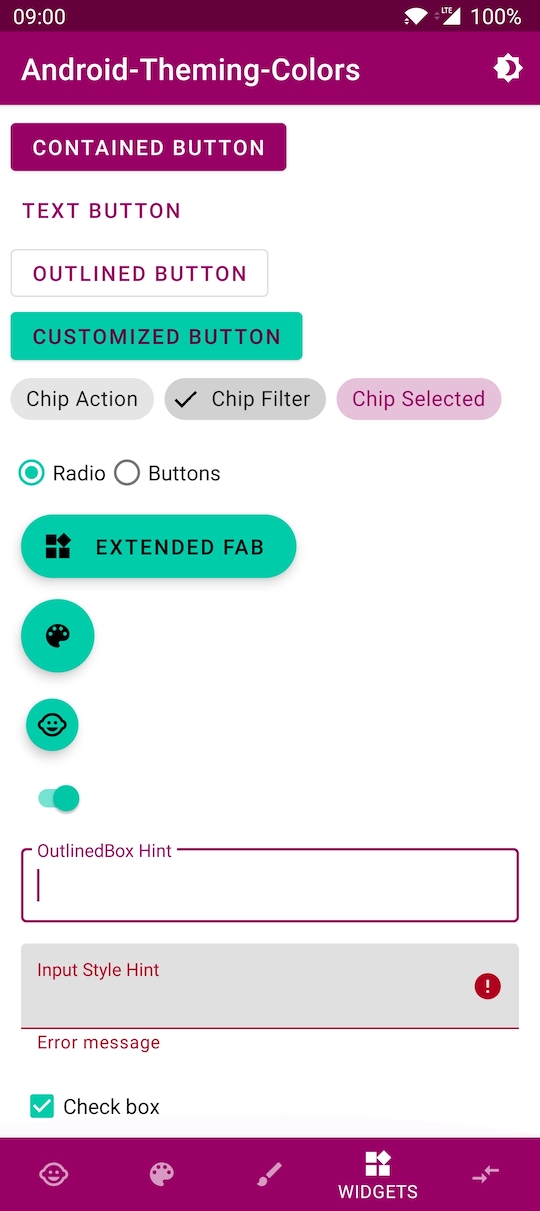 09:00 LTE 100%
Android-Theming-Colors
CONTAINED BUTTON
TEXT BUTTON
OUTLINED BUTTON
CUSTOMIZED BUTTON
Chip Action Chip Filter Chip Selected
Radio Buttons
EXTENDED FAB
OutlinedBox Hint
Input Style Hint
Error message
Check box
WIDGETS